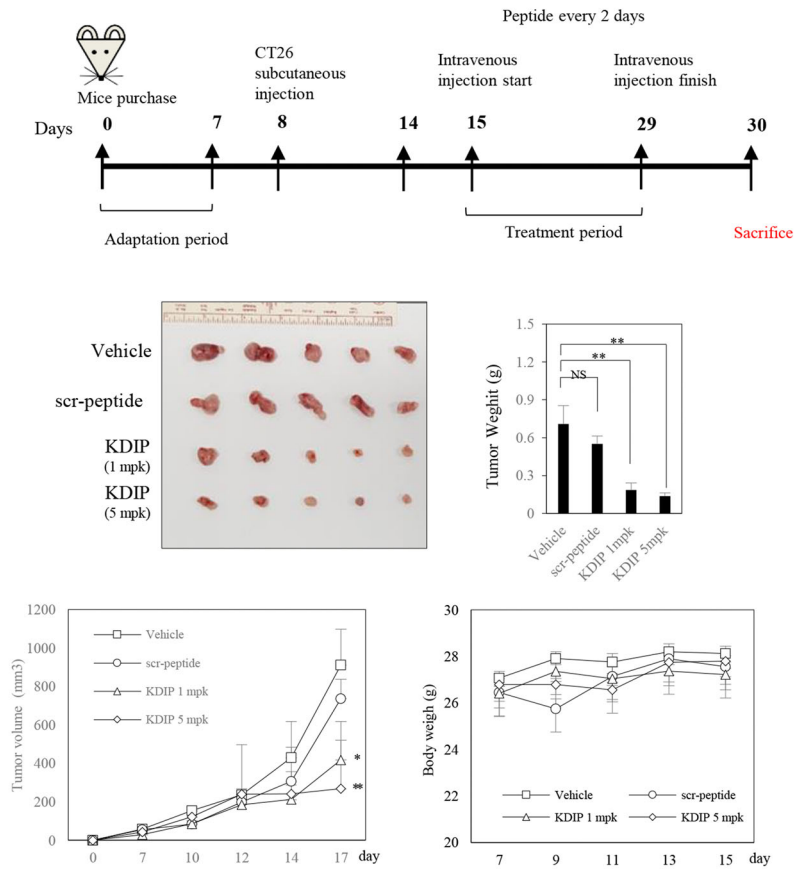 Peptide every 2 days
CT26
subcutaneous
injection
Intravenous
injection start
Intravenous
injection finish
Mice purchase
Days
0
7
8
14
15
29
30
Adaptation period
Treatment period
Sacrifice
Vehicle
scr-peptide
KDIP
(1 mpk)
KDIP
(5 mpk)
Tumor Weghit (g)
1.5
1.2
0.9
0.6
0.3
0
**
**
NS
Vehicle
scr-peptide
KDIP 1mpk
KDIP 5mpk
Tumor volume (mm3)
1200
1000
800
600
400
200
0
Vehicle
scr-peptide
KDIP 1 mpk
KDIP 5 mpk
*
**
0 7 10 12 14 17 day
Body weigh (g)
30
28
26
24
22
20
Vehicle scr-peptide
KDIP 1 mpk KDIP 5 mpk
7 9 11 13 15 day